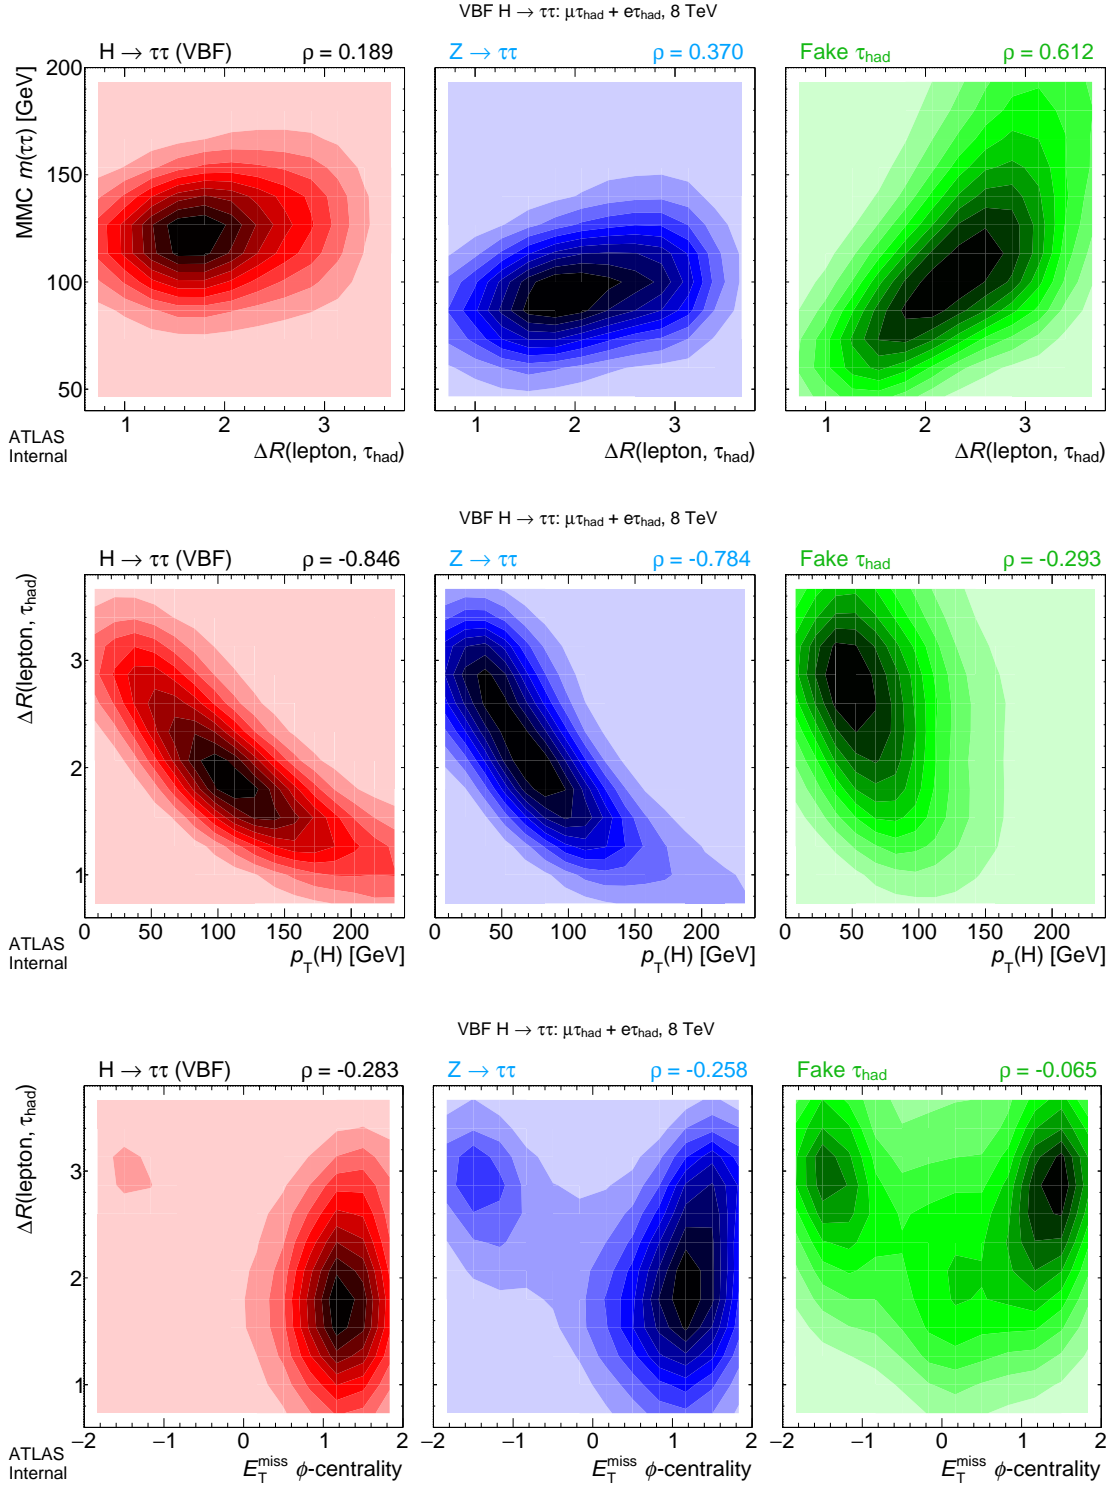 VBF H → ττ: μτhad + eτhad, 8 TeV
H → ττ (VBF) ρ = 0.189 Z → ττ ρ = 0.370 Fake τhad ρ = 0.612
MMC m(ττ) [GeV]
200
150
100
50
1 2 3 1 2 3 1 2 3
ATLAS
Internal
ΔR(lepton, τhad) ΔR(lepton, τhad) ΔR(lepton, τhad)
VBF H → ττ: μτhad + eτhad, 8 TeV
H → ττ (VBF) ρ = -0.846 Z → ττ ρ = -0.784 Fake τhad ρ = -0.293
ΔR(lepton, τhad)
3
2
1
0 50 100 150 200 0 50 100 150 200 0 50 100 150 200
ATLAS
Internal
pT(H) [GeV] pT(H) [GeV] pT(H) [GeV]
VBF H → ττ: μτhad + eτhad, 8 TeV
H → ττ (VBF) ρ = -0.283 Z → ττ ρ = -0.258 Fake τhad ρ = -0.065
ΔR(lepton, τhad)
3
2
1
−2 −1 0 1 2 −2 −1 0 1 2 −2 −1 0 1 2
ATLAS
Internal
ETmiss ϕ-centrality ETmiss ϕ-centrality ETmiss ϕ-centrality